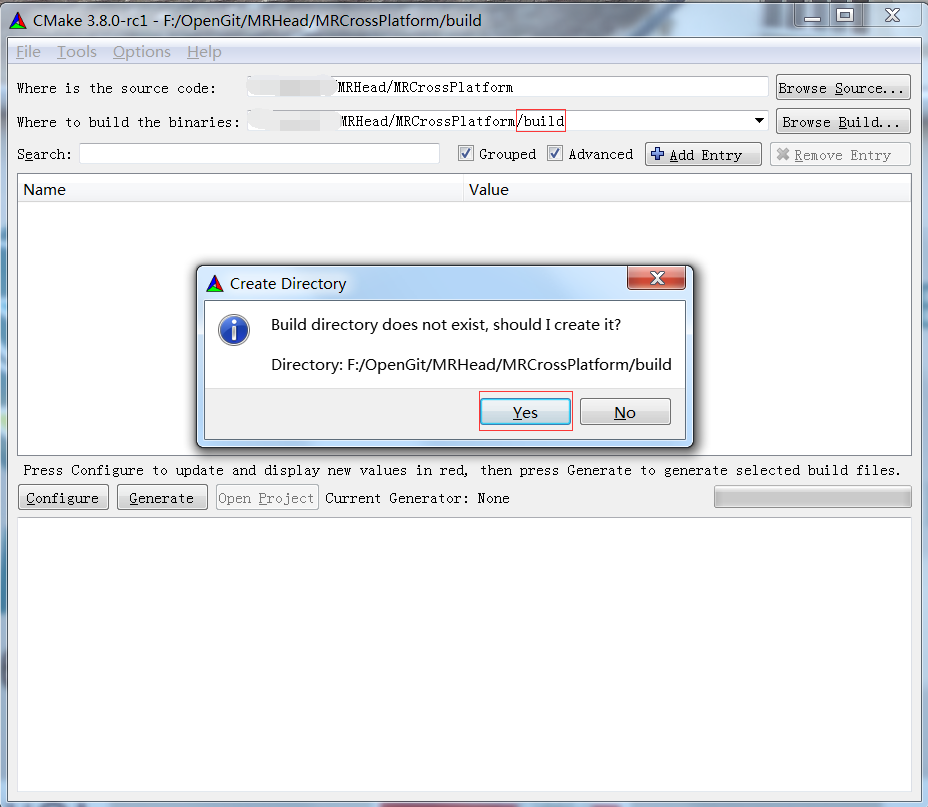 CMake 3.8.0-rc1 - F:/OpenGit/MRHead/MRCrossPlatform/build
File Tools Options Help
Where is the source code: MRHead/MRCrossPlatform Browse Source...
Where to build the binaries: MRHead/MRCrossPlatform/build Browse Build...
Search: Grouped Advanced Add Entry Remove Entry
Name Value
Create Directory
Build directory does not exist, should I create it?
Directory: F:/OpenGit/MRHead/MRCrossPlatform/build
Yes No
Press Configure to update and display new values in red, then press Generate to generate selected build files.
Configure Generate Open Project Current Generator: None